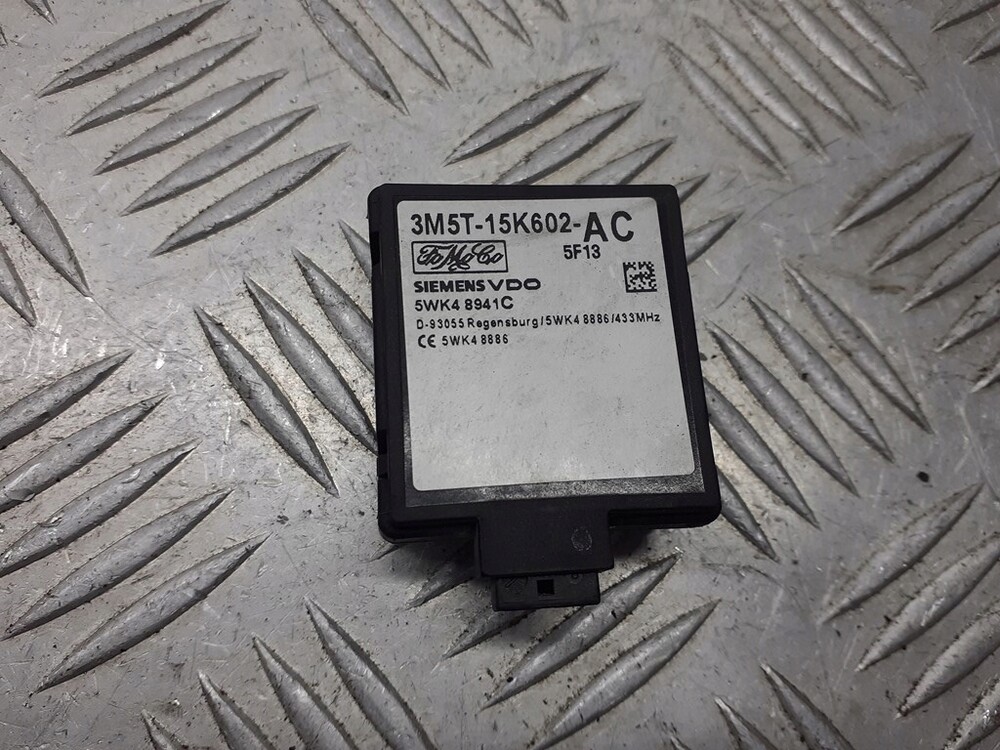 3M5T-15K602-AC
FoMoCo 5F13
SIEMENS VDO
5WK4 8941C
D-93055 Regensburg/5WK4 8886/433MHz
CE 5WK4 8886